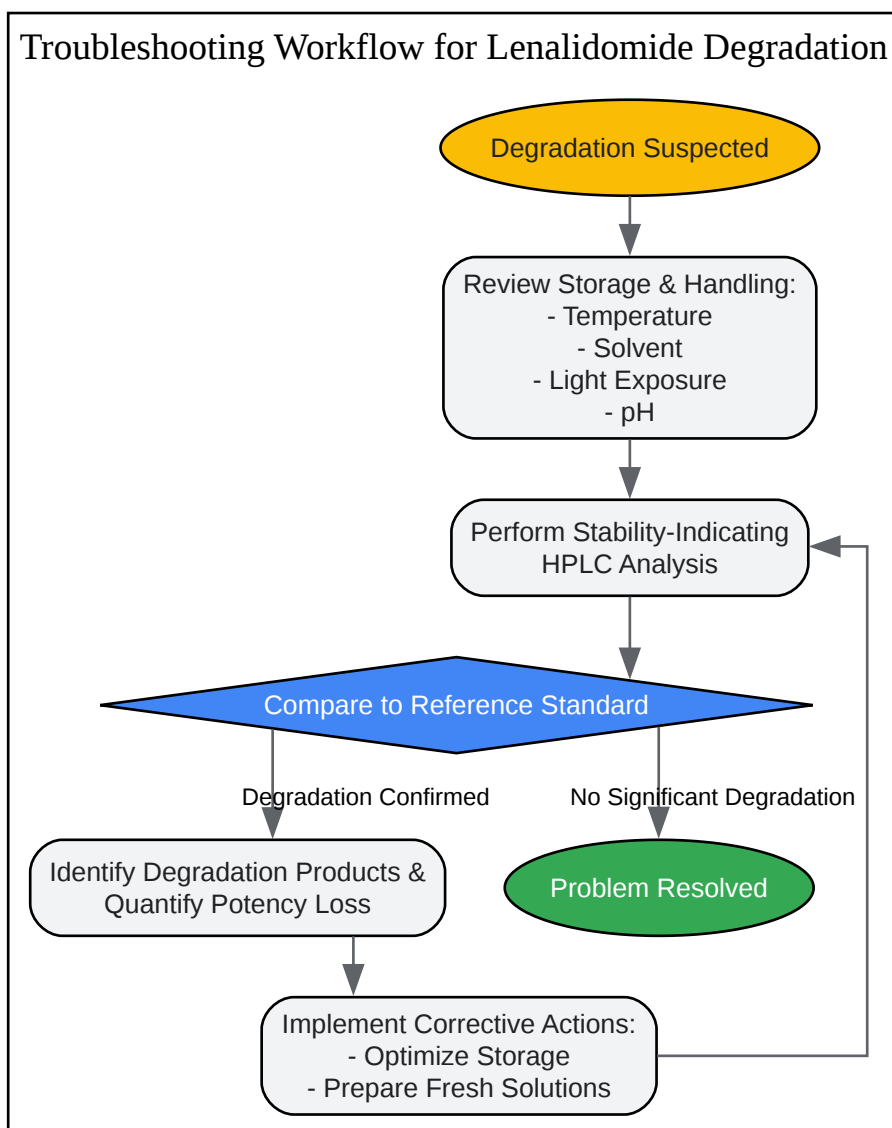 Troubleshooting Workflow for Lenalidomide Degradation
Degradation Suspected
Review Storage & Handling:
- Temperature
- Solvent
- Light Exposure
- pH
Perform Stability-Indicating
HPLC Analysis
Compare to Reference Standard
Degradation Confirmed
No Significant Degradation
Identify Degradation Products &
Quantify Potency Loss
Problem Resolved
Implement Corrective Actions:
- Optimize Storage
- Prepare Fresh Solutions